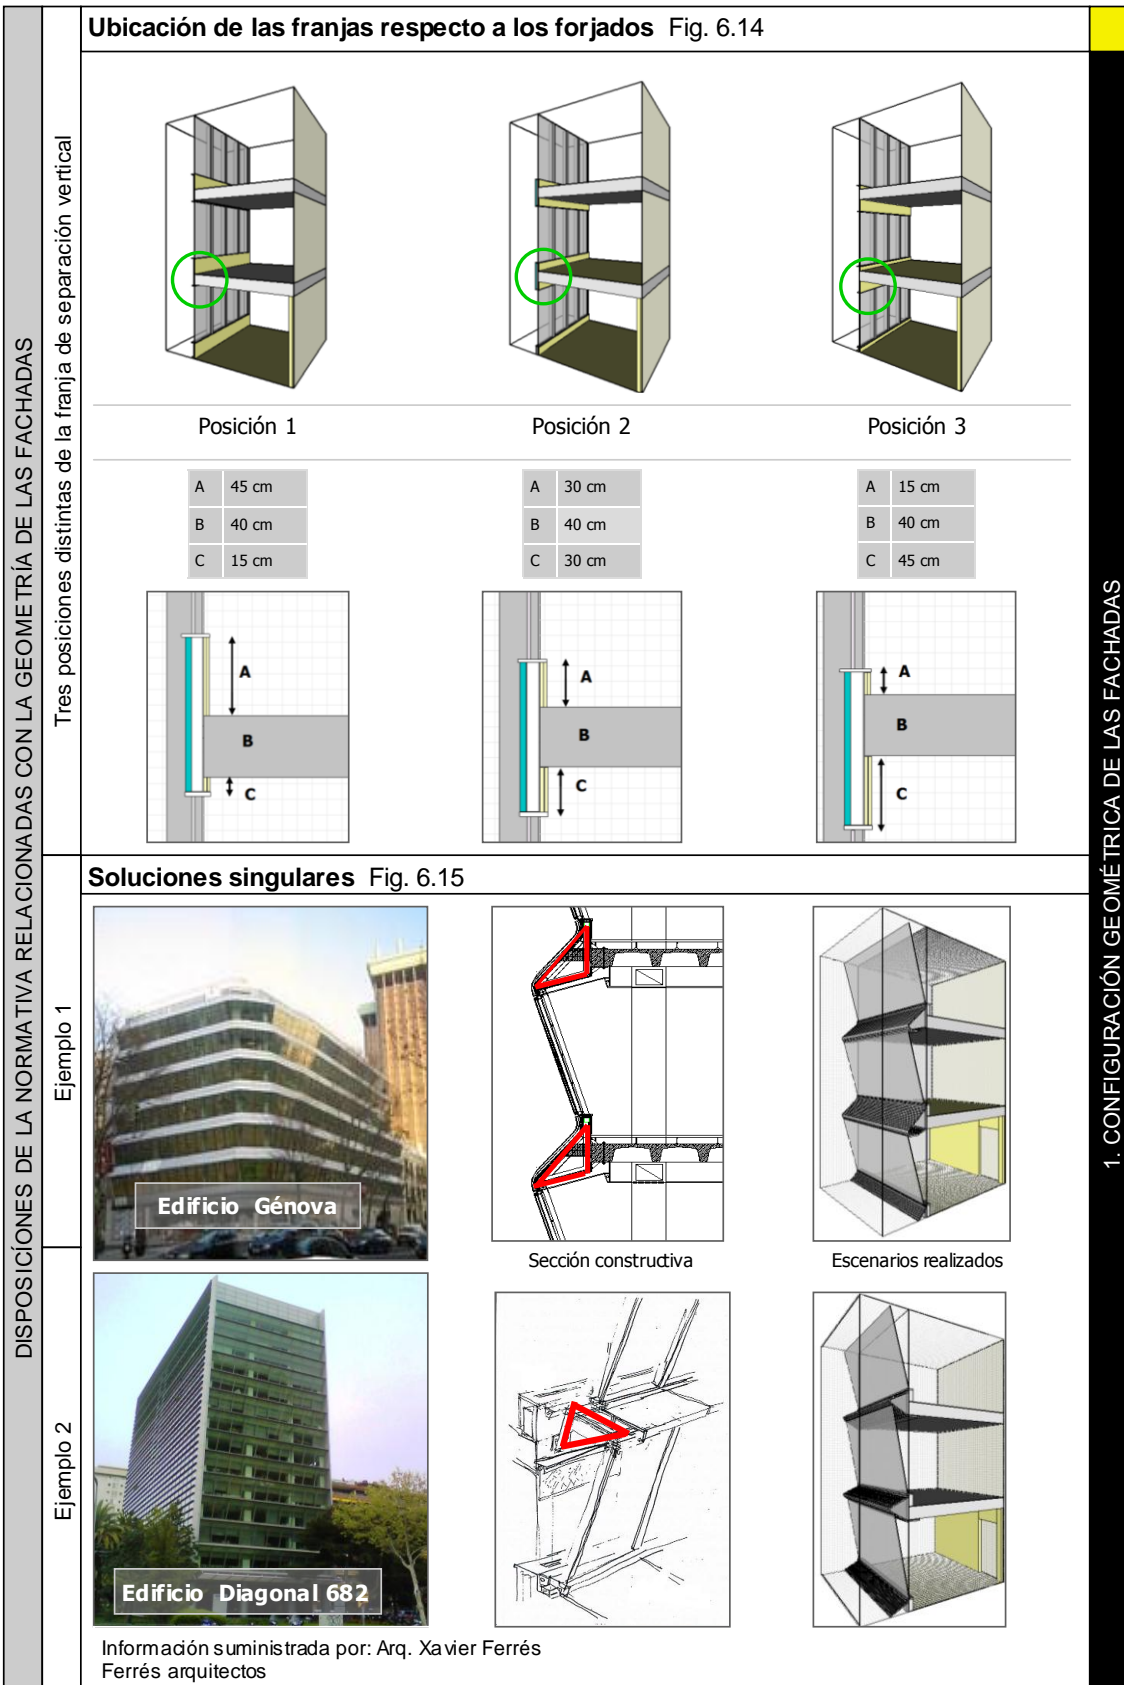 DISPOSICÍONES DE LA NORMATIVA RELACIONADAS CON LA GEOMETRÍA DE LAS FACHADAS
Tres posiciones distintas de la franja de separación vertical
Ubicación de las franjas respecto a los forjados Fig. 6.14
Posición 1
Posición 2
Posición 3
A 45 cm
B 40 cm
C 15 cm
A 30 cm
B 40 cm
C 30 cm
A 15 cm
B 40 cm
C 45 cm
A
B
C
A
B
C
A
B
C
Soluciones singulares Fig. 6.15
Ejemplo 1
Edificio Génova
Sección constructiva
Escenarios realizados
Ejemplo 2
Edificio Diagonal 682
Información suministrada por: Arq. Xavier Ferrés
Ferrés arquitectos
1. CONFIGURACIÓN GEOMÉTRICA DE LAS FACHADAS